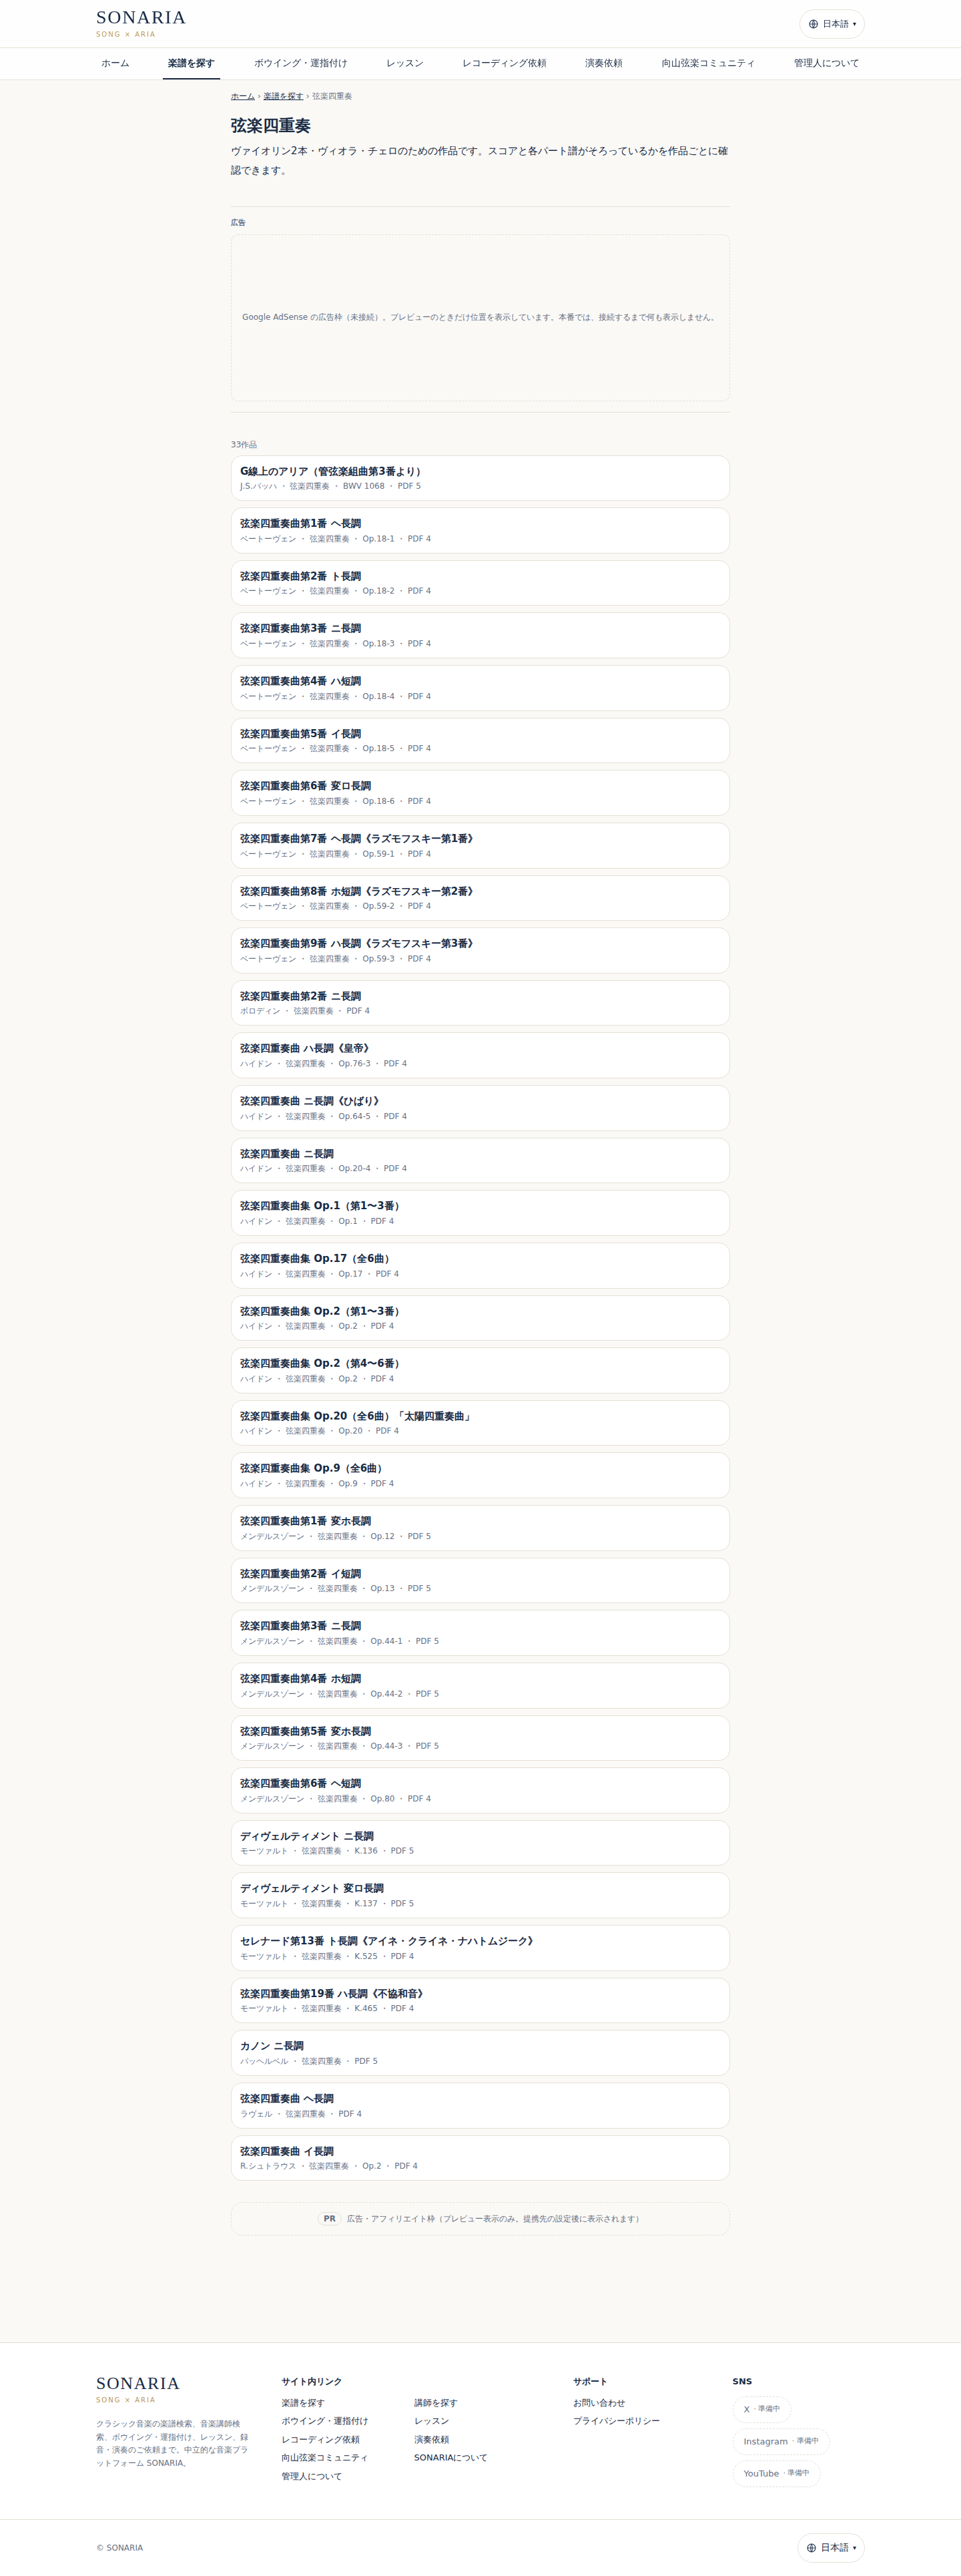 SONARIA
SONG × ARIA
日本語 ▾
ホーム
楽譜を探す
ボウイング・運指付け
レッスン
レコーディング依頼
演奏依頼
向山弦楽コミュニティ
管理人について
ホーム › 楽譜を探す › 弦楽四重奏
弦楽四重奏
ヴァイオリン2本・ヴィオラ・チェロのための作品です。スコアと各パート譜がそろっているかを作品ごとに確
認できます。
広告
Google AdSense の広告枠（未接続）。プレビューのときだけ位置を表示しています。本番では、接続するまで何も表示しません。
33作品
G線上のアリア（管弦楽組曲第3番より）
J.S.バッハ ・ 弦楽四重奏 ・ BWV 1068 ・ PDF 5
弦楽四重奏曲第1番 ヘ長調
ベートーヴェン ・ 弦楽四重奏 ・ Op.18-1 ・ PDF 4
弦楽四重奏曲第2番 ト長調
ベートーヴェン ・ 弦楽四重奏 ・ Op.18-2 ・ PDF 4
弦楽四重奏曲第3番 ニ長調
ベートーヴェン ・ 弦楽四重奏 ・ Op.18-3 ・ PDF 4
弦楽四重奏曲第4番 ハ短調
ベートーヴェン ・ 弦楽四重奏 ・ Op.18-4 ・ PDF 4
弦楽四重奏曲第5番 イ長調
ベートーヴェン ・ 弦楽四重奏 ・ Op.18-5 ・ PDF 4
弦楽四重奏曲第6番 変ロ長調
ベートーヴェン ・ 弦楽四重奏 ・ Op.18-6 ・ PDF 4
弦楽四重奏曲第7番 ヘ長調《ラズモフスキー第1番》
ベートーヴェン ・ 弦楽四重奏 ・ Op.59-1 ・ PDF 4
弦楽四重奏曲第8番 ホ短調《ラズモフスキー第2番》
ベートーヴェン ・ 弦楽四重奏 ・ Op.59-2 ・ PDF 4
弦楽四重奏曲第9番 ハ長調《ラズモフスキー第3番》
ベートーヴェン ・ 弦楽四重奏 ・ Op.59-3 ・ PDF 4
弦楽四重奏曲第2番 ニ長調
ボロディン ・ 弦楽四重奏 ・ PDF 4
弦楽四重奏曲 ハ長調《皇帝》
ハイドン ・ 弦楽四重奏 ・ Op.76-3 ・ PDF 4
弦楽四重奏曲 ニ長調《ひばり》
ハイドン ・ 弦楽四重奏 ・ Op.64-5 ・ PDF 4
弦楽四重奏曲 ニ長調
ハイドン ・ 弦楽四重奏 ・ Op.20-4 ・ PDF 4
弦楽四重奏曲集 Op.1（第1〜3番）
ハイドン ・ 弦楽四重奏 ・ Op.1 ・ PDF 4
弦楽四重奏曲集 Op.17（全6曲）
ハイドン ・ 弦楽四重奏 ・ Op.17 ・ PDF 4
弦楽四重奏曲集 Op.2（第1〜3番）
ハイドン ・ 弦楽四重奏 ・ Op.2 ・ PDF 4
弦楽四重奏曲集 Op.2（第4〜6番）
ハイドン ・ 弦楽四重奏 ・ Op.2 ・ PDF 4
弦楽四重奏曲集 Op.20（全6曲）「太陽四重奏曲」
ハイドン ・ 弦楽四重奏 ・ Op.20 ・ PDF 4
弦楽四重奏曲集 Op.9（全6曲）
ハイドン ・ 弦楽四重奏 ・ Op.9 ・ PDF 4
弦楽四重奏曲第1番 変ホ長調
メンデルスゾーン ・ 弦楽四重奏 ・ Op.12 ・ PDF 5
弦楽四重奏曲第2番 イ短調
メンデルスゾーン ・ 弦楽四重奏 ・ Op.13 ・ PDF 5
弦楽四重奏曲第3番 ニ長調
メンデルスゾーン ・ 弦楽四重奏 ・ Op.44-1 ・ PDF 5
弦楽四重奏曲第4番 ホ短調
メンデルスゾーン ・ 弦楽四重奏 ・ Op.44-2 ・ PDF 5
弦楽四重奏曲第5番 変ホ長調
メンデルスゾーン ・ 弦楽四重奏 ・ Op.44-3 ・ PDF 5
弦楽四重奏曲第6番 ヘ短調
メンデルスゾーン ・ 弦楽四重奏 ・ Op.80 ・ PDF 4
ディヴェルティメント ニ長調
モーツァルト ・ 弦楽四重奏 ・ K.136 ・ PDF 5
ディヴェルティメント 変ロ長調
モーツァルト ・ 弦楽四重奏 ・ K.137 ・ PDF 5
セレナード第13番 ト長調《アイネ・クライネ・ナハトムジーク》
モーツァルト ・ 弦楽四重奏 ・ K.525 ・ PDF 4
弦楽四重奏曲第19番 ハ長調《不協和音》
モーツァルト ・ 弦楽四重奏 ・ K.465 ・ PDF 4
カノン ニ長調
パッヘルベル ・ 弦楽四重奏 ・ PDF 5
弦楽四重奏曲 ヘ長調
ラヴェル ・ 弦楽四重奏 ・ PDF 4
弦楽四重奏曲 イ長調
R.シュトラウス ・ 弦楽四重奏 ・ Op.2 ・ PDF 4
PR 広告・アフィリエイト枠（プレビュー表示のみ。提携先の設定後に表示されます）
SONARIA
SONG × ARIA
クラシック音楽の楽譜検索、音楽講師検
索、ボウイング・運指付け、レッスン、録
音・演奏のご依頼まで。中立的な音楽プラ
ットフォーム SONARIA。
サイト内リンク
楽譜を探す
講師を探す
ボウイング・運指付け
レッスン
レコーディング依頼
演奏依頼
向山弦楽コミュニティ
SONARIAについて
管理人について
サポート
お問い合わせ
プライバシーポリシー
SNS
X · 準備中
Instagram · 準備中
YouTube · 準備中
© SONARIA
日本語 ▾